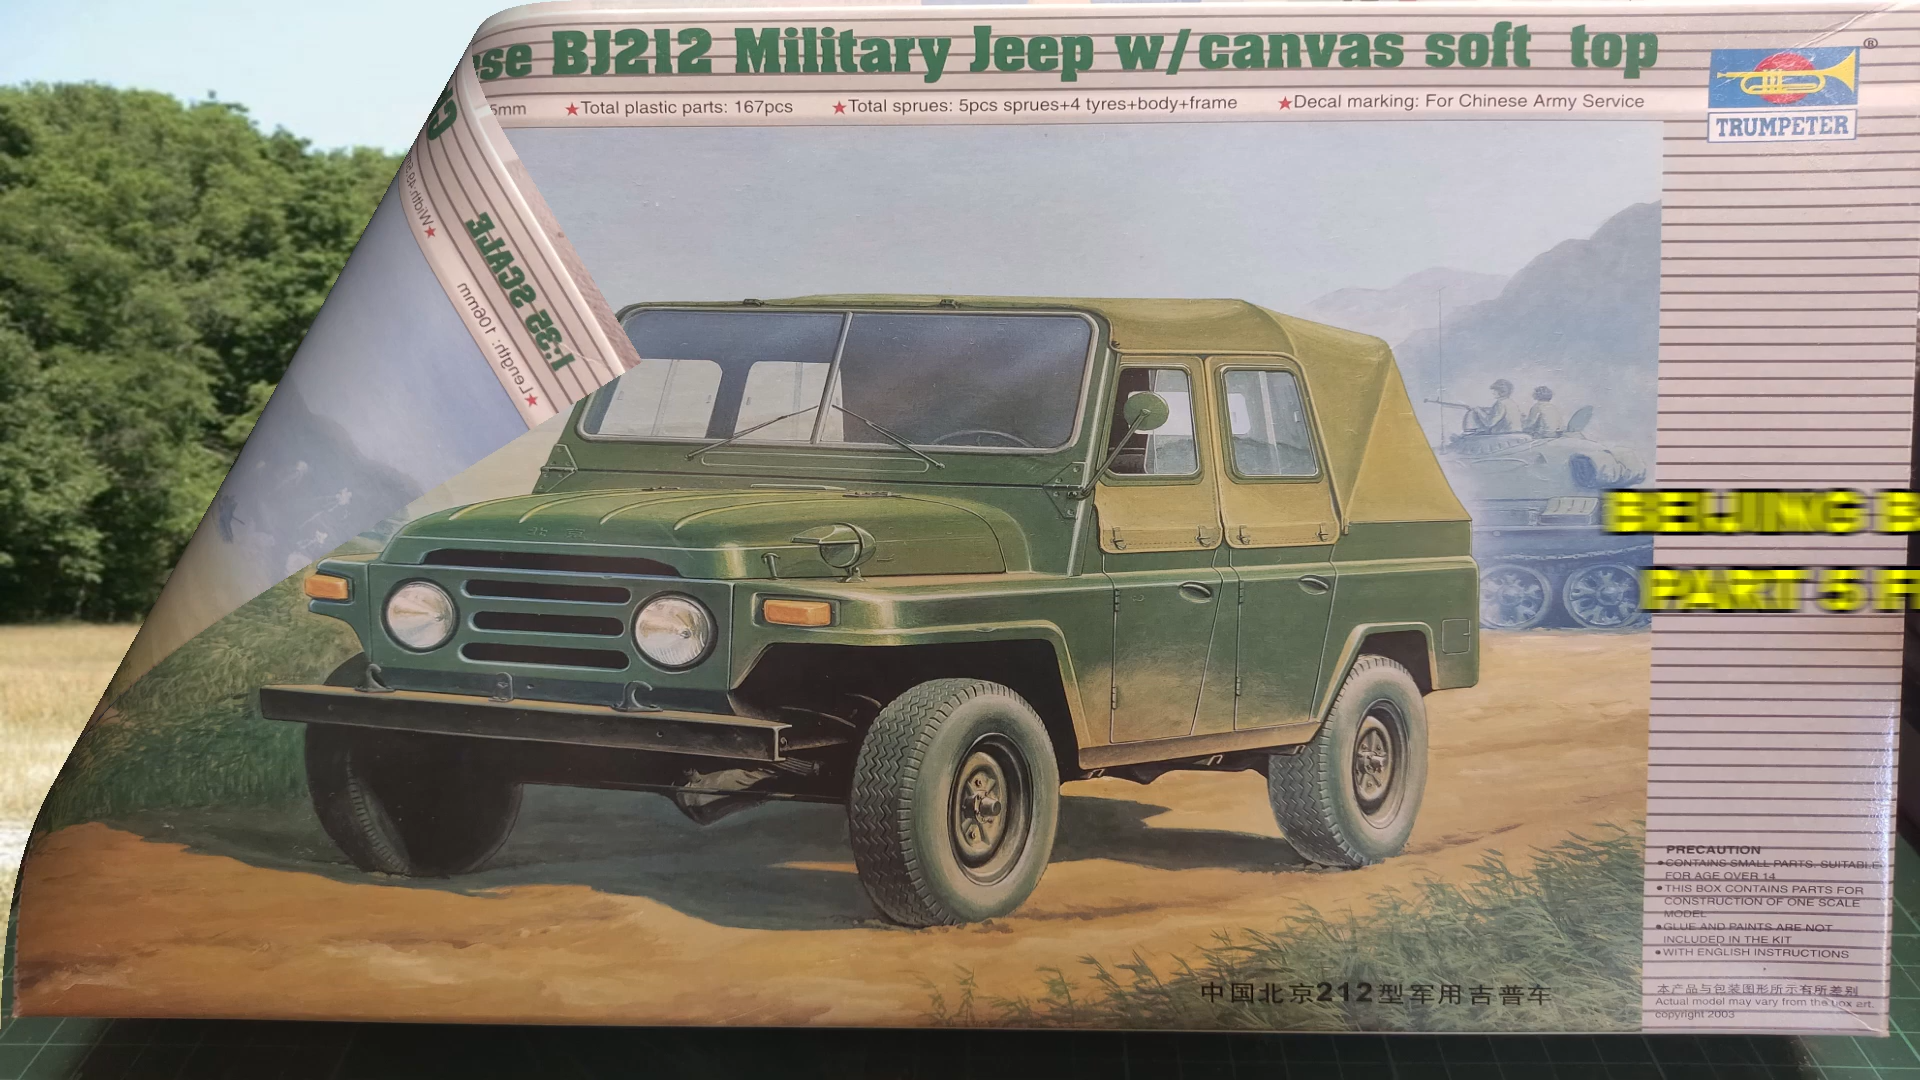 se BJ212 Military Jeep w/canvas soft top
5mm ★Total plastic parts: 167pcs ★Total sprues: 5pcs sprues+4 tyres+body+frame ★Decal marking: For Chinese Army Service
®
TRUMPETER
1:35 SCALE
★Width:49.5
★Length: 106mm
BEIJING B
PART 5 F
PRECAUTION
•CONTAINS SMALL PARTS. SUITABLE
FOR AGE OVER 14
•THIS BOX CONTAINS PARTS FOR
CONSTRUCTION OF ONE SCALE
MODEL
•GLUE AND PAINTS ARE NOT
INCLUDED IN THE KIT
•WITH ENGLISH INSTRUCTIONS
中国北京212型军用吉普车
本产品与包装图形所示有所差别
Actual model may vary from the box art.
copyright 2003